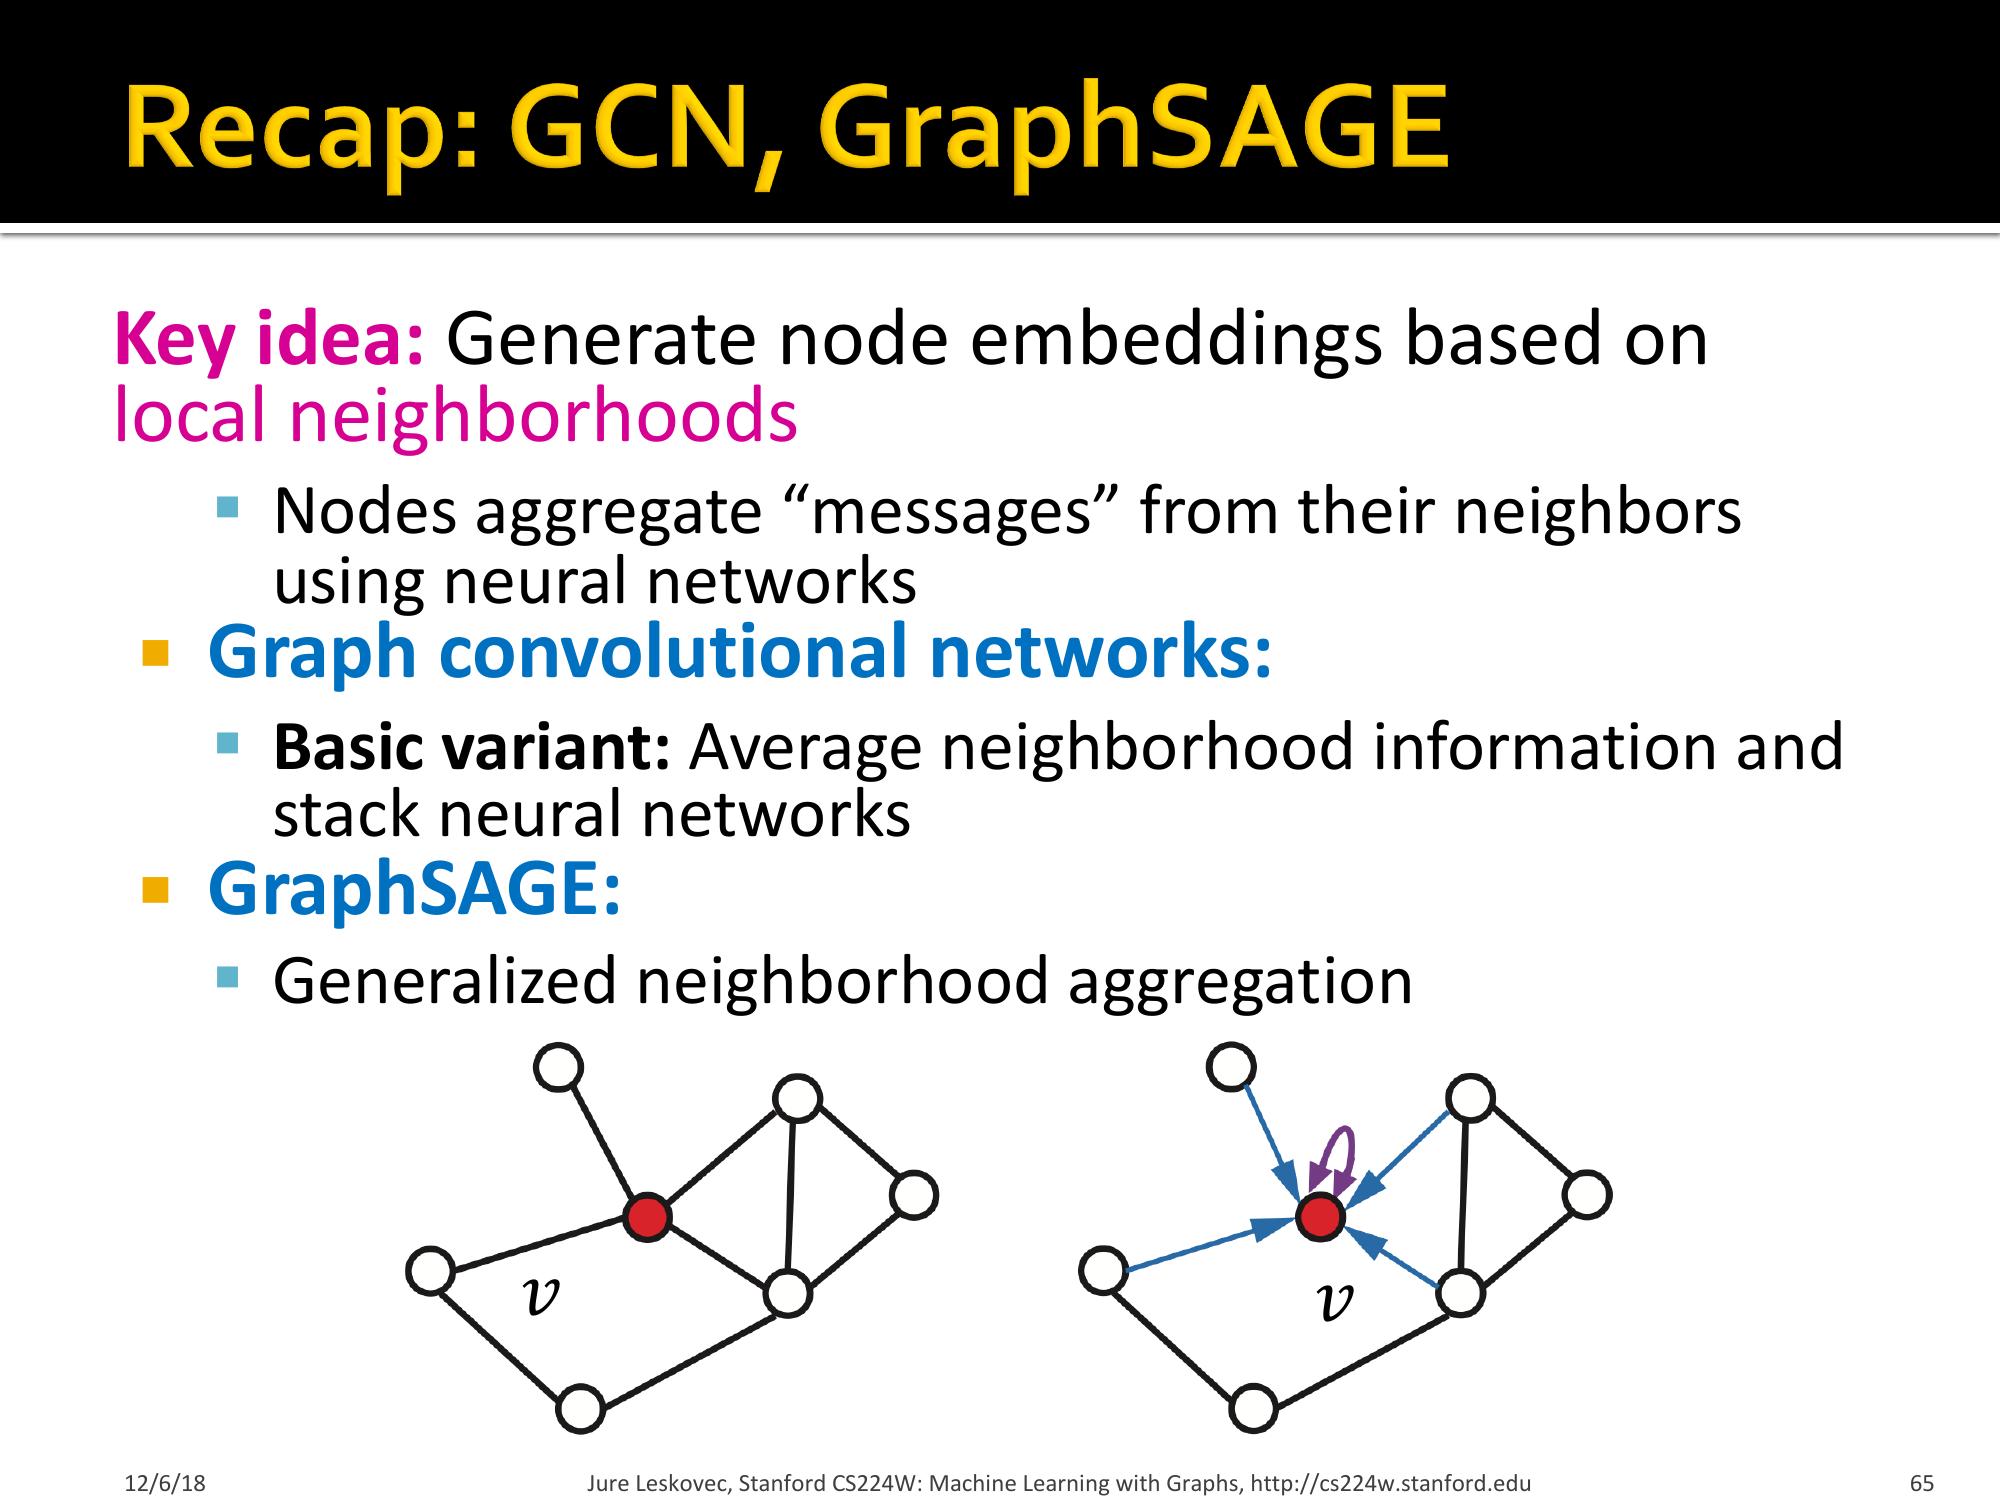 Recap: GCN, GraphSAGE
Key idea: Generate node embeddings based on
local neighborhoods
Nodes aggregate “messages” from their neighbors
using neural networks
Graph convolutional networks:
Basic variant: Average neighborhood information and
stack neural networks
GraphSAGE:
Generalized neighborhood aggregation
v
v
12/6/18
Jure Leskovec, Stanford CS224W: Machine Learning with Graphs, http://cs224w.stanford.edu
65